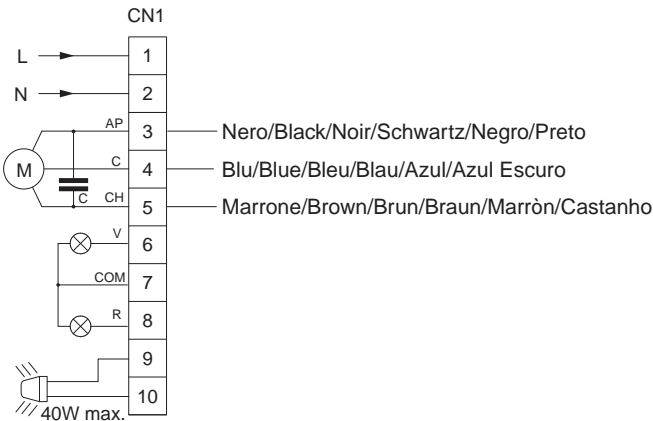 CN1
L 1
N 2
AP 3 Nero/Black/Noir/Schwartz/Negro/Preto
M C 4 Blu/Blue/Bleu/Blau/Azul/Azul Escuro
C CH 5 Marrone/Brown/Brun/Braun/Marròn/Castanho
V 6
COM 7
R 8
9
10
40W max.